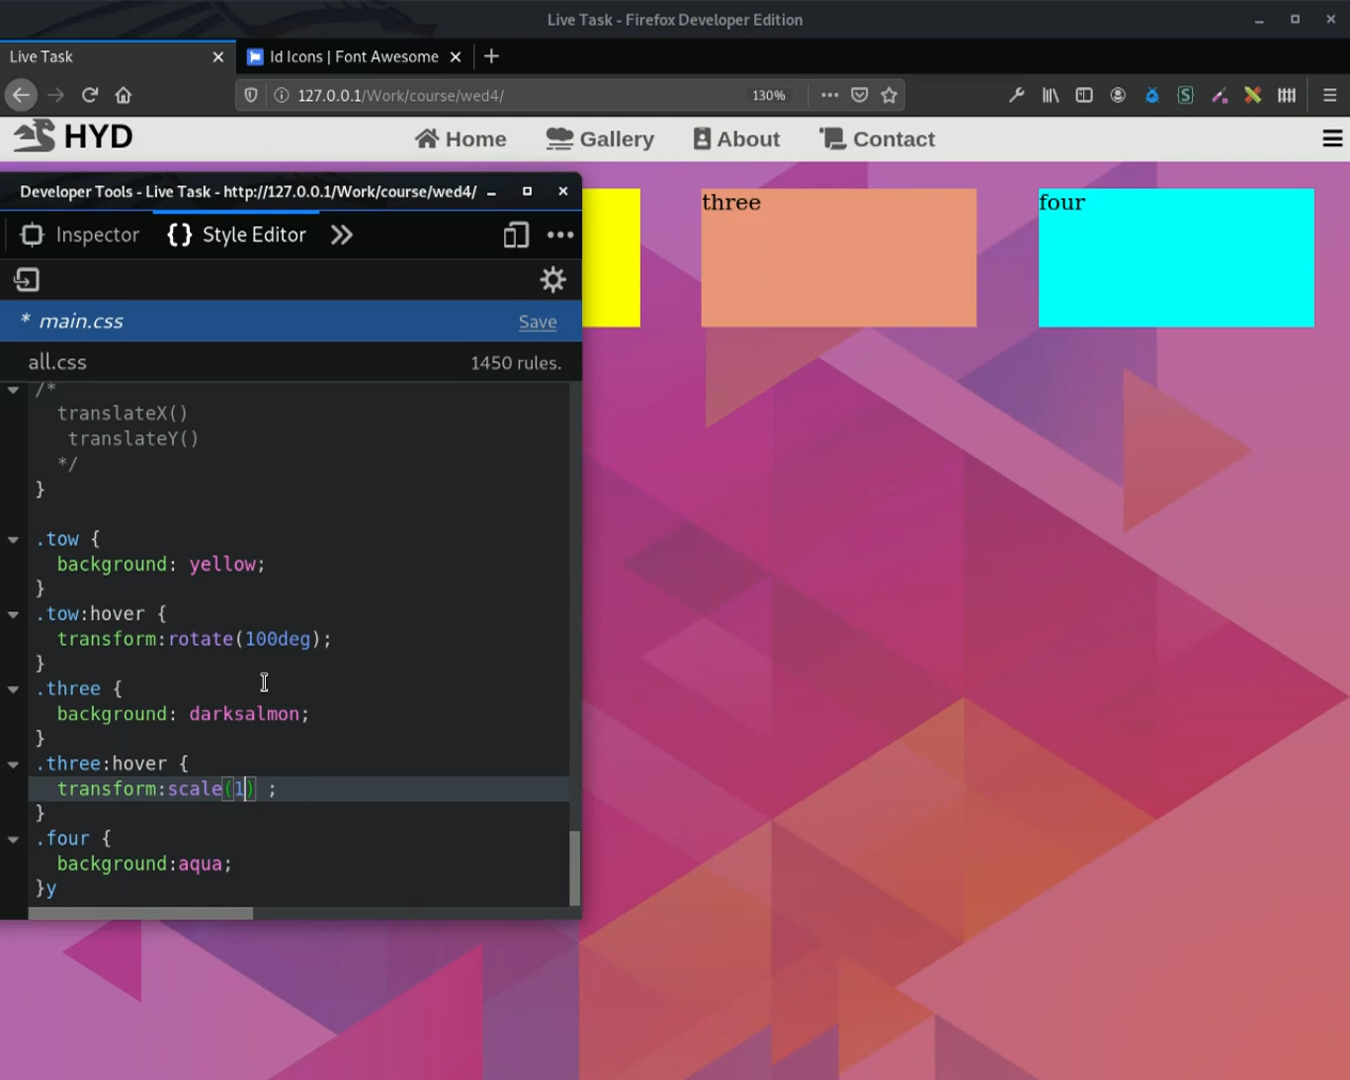 Live Task - Firefox Developer Edition
Live Task
Id Icons | Font Awesome
127.0.0.1/Work/course/wed4/
130%
HYD
Home
Gallery
About
Contact
Developer Tools - Live Task - http://127.0.0.1/Work/course/wed4/
three
four
Inspector
{} Style Editor
* main.css
Save
all.css
1450 rules.
/*
translateX()
translateY()
*/
}
.tow {
background: yellow;
}
.tow:hover {
transform:rotate(100deg);
}
.three {
background: darksalmon;
}
.three:hover {
transform:scale(1) ;
}
.four {
background:aqua;
}y